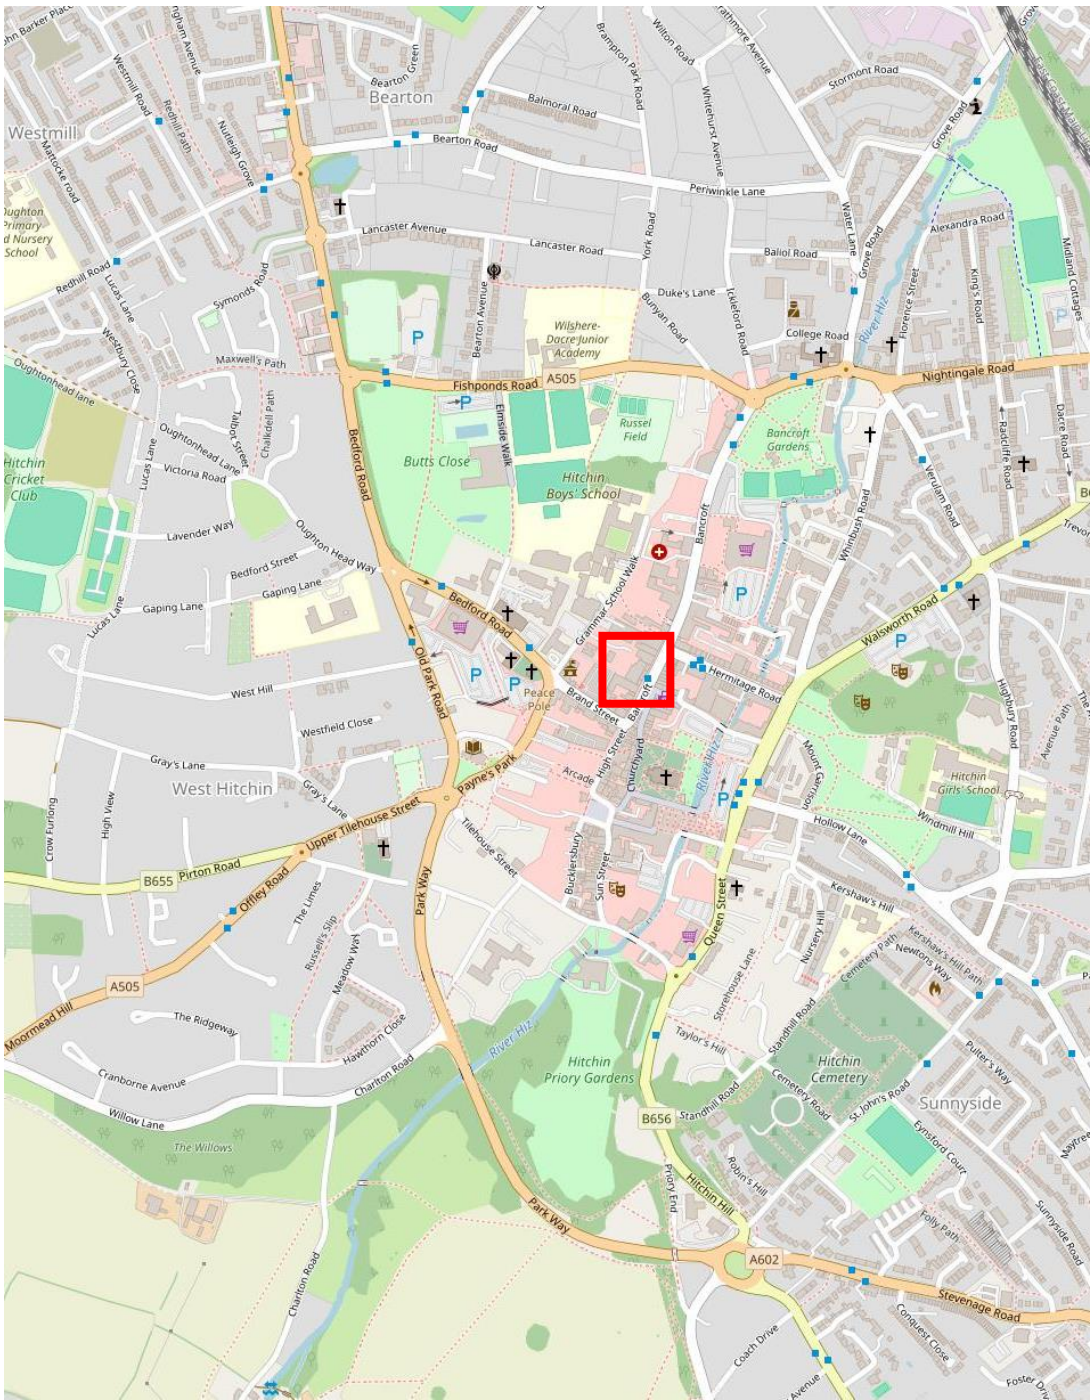 John Barker Place
Westmill Road
Redhill Path
Nutleigh Grove
Westmill
Mattocke road
Bearton Green
Bearton
Balmoral Road
Brampton Park Road
Wilton Road
Whitehurst Avenue
Stormont Road
Grove Road
Bearton Road
Periwinkle Lane
Water Lane
Grove Road
Alexandra Road
Lancaster Avenue
Lancaster Road
York Road
Baliol Road
Redhill Road
Lucas Lane
Symonds Road
Westbury Close
Bearton Avenue
Duke's Lane
Bunyan Road
Ickleford Road
College Road
River Hiz
Florence Street
King's Road
Midland Cottages
P
P
Wilshere-
Dacre Junior
Academy
Maxwell's Path
Oughtonhead lane
Fishponds Road
A505
Nightingale Road
P
Elmside Walk
Russel
Field
Bancroft
Gardens
Radcliffe Road
Dacre Road
Talbot Street
Chalkdell Path
Oughtonhead Lane
Victoria Road
Lucas Lane
Bedford Road
Butts Close
Hitchin
Boys' School
Bancroft
Verulam Road
Whinbush Road
Hitchin
Cricket
Club
Lavender Way
Oughton Head Way
Bedford Street
Gaping Lane
Gaping Lane
Lucas Lane
Bedford Road
Grammar School Walk
P
Walsworth Road
P
Old Park Road
P
P
Peace
Pole
Brand Street
Bancroft
Hermitage Road
West Hill
Westfield Close
Highbury Road
Avenue Path
Gray's Lane
West Hitchin
Gray's Lane
Payne's Park
High Street
Churchyard
Arcade
River Hiz
P
Mount Garrison
Hitchin
Girls' School
Windmill Hill
Hollow Lane
Crow Furlong
High View
Upper Tilehouse Street
Tilehouse Street
Pirton Road
B655
Offley Road
The Limes
Russell's Slip
Meadow Way
Park Way
Bucklersbury
Sun Street
Queen Street
Nursery Hill
Kershaw's Hill
Kershaw's Hill Path
Cemetery Path
Newtons Way
Storehouse Lane
A505
Moormead Hill
The Ridgeway
Hawthorn Close
Charlton Road
Cranborne Avenue
Willow Lane
The Willows
River Hiz
Hitchin
Priory Gardens
Taylor's Hill
Standhill Road
Standhill Road
Hitchin
Cemetery
Cemetery Road
St. John's Road
Pulter's Way
Sunnyside
B656
Eynsford Court
Robin's Hill
Hitchin Hill
Priory End
Park Way
Folly Path
Sunnyside Road
A602
Stevenage Road
Charlton Road
Coach Drive
Conquest Close